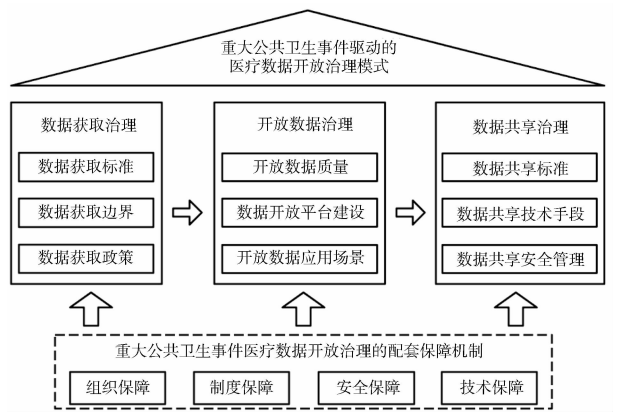 重大公共卫生事件驱动的
医疗数据开放治理模式
数据获取治理
数据获取标准
数据获取边界
数据获取政策
开放数据治理
开放数据质量
数据开放平台建设
开放数据应用场景
数据共享治理
数据共享标准
数据共享技术手段
数据共享安全管理
重大公共卫生事件医疗数据开放治理的配套保障机制
组织保障
制度保障
安全保障
技术保障